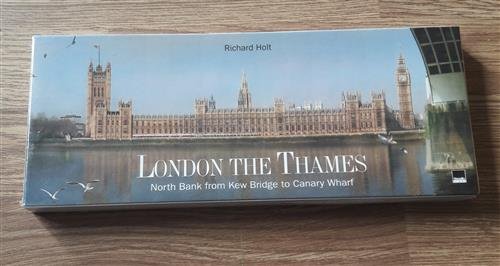 Richard Holt
LONDON THE THAMES
North Bank from Kew Bridge to Canary Wharf